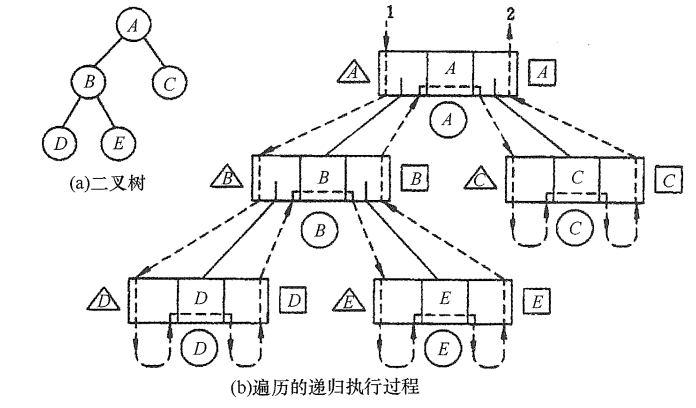 1 2
A
A A A
B C
A
B B B C C C
D E
(a)二叉树
B C
D D D E E E
D E
(b)遍历的递归执行过程